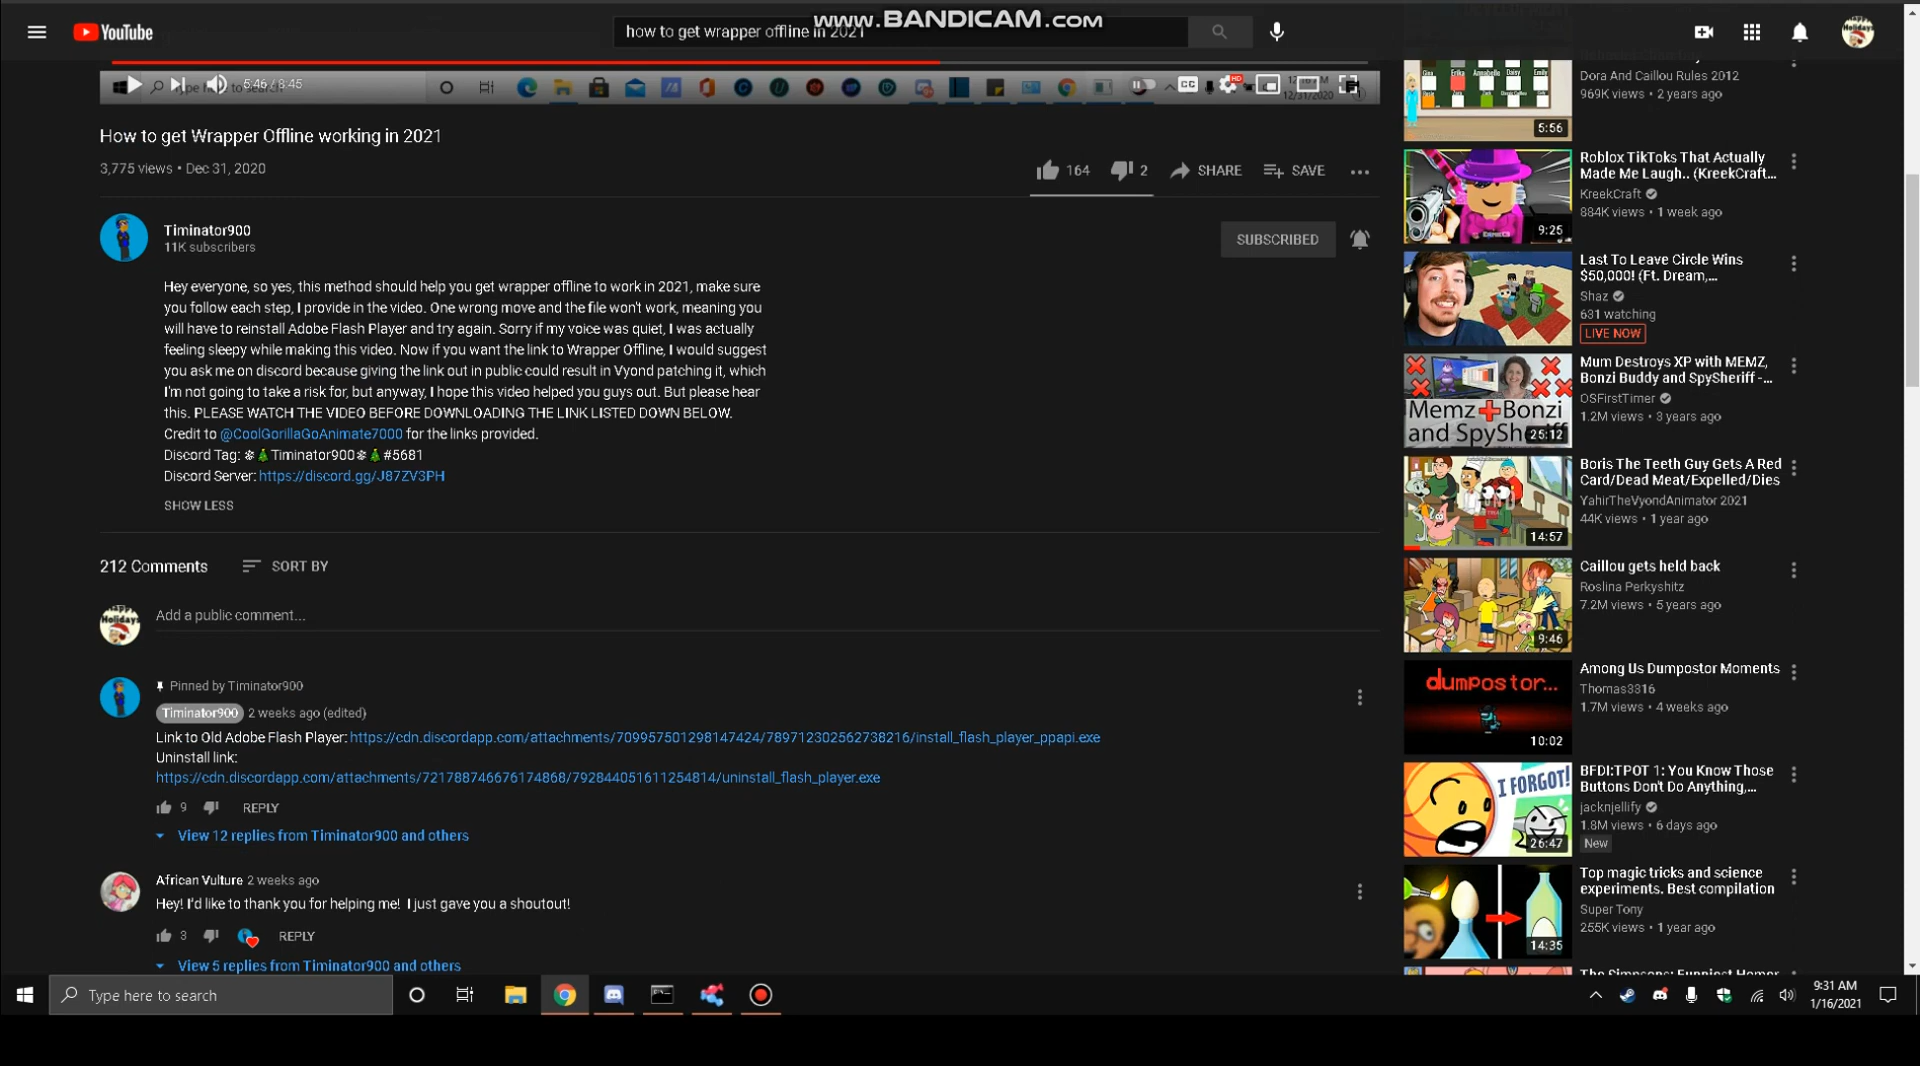 www.BANDICAM.com
YouTube
how to get wrapper offline in 2021
5:46 / 8:45
CC
HD
12/31/2020
How to get Wrapper Offline working in 2021
3,775 views • Dec 31, 2020
164
2
SHARE
SAVE
Timinator900
11K subscribers
SUBSCRIBED
Hey everyone, so yes, this method should help you get wrapper offline to work in 2021, make sure
you follow each step, I provide in the video. One wrong move and the file won't work, meaning you
will have to reinstall Adobe Flash Player and try again. Sorry if my voice was quiet, I was actually
feeling sleepy while making this video. Now if you want the link to Wrapper Offline, I would suggest
you ask me on discord because giving the link out in public could result in Vyond patching it, which
I'm not going to take a risk for, but anyway, I hope this video helped you guys out. But please hear
this. PLEASE WATCH THE VIDEO BEFORE DOWNLOADING THE LINK LISTED DOWN BELOW.
Credit to @CoolGorillaGoAnimate7000 for the links provided.
Discord Tag: ❄🎄Timinator900❄🎄#5681
Discord Server: https://discord.gg/J87ZV3PH
SHOW LESS
212 Comments
SORT BY
Holidays
Add a public comment...
Pinned by Timinator900
Timinator900 2 weeks ago (edited)
Link to Old Adobe Flash Player: https://cdn.discordapp.com/attachments/709957501298147424/789712302562738216/install_flash_player_ppapi.exe
Uninstall link:
https://cdn.discordapp.com/attachments/721788746676174868/792844051611254814/uninstall_flash_player.exe
9
REPLY
View 12 replies from Timinator900 and others
African Vulture 2 weeks ago
Hey! I'd like to thank you for helping me! I just gave you a shoutout!
3
REPLY
View 5 replies from Timinator900 and others
Dora And Caillou Rules 2012
969K views • 2 years ago
5:56
Roblox TikToks That Actually
Made Me Laugh.. (KreekCraft...
KreekCraft
884K views • 1 week ago
9:25
Last To Leave Circle Wins
$50,000! (Ft. Dream,...
Shaz
631 watching
LIVE NOW
Mum Destroys XP with MEMZ,
Bonzi Buddy and SpySheriff -...
OSFirstTimer
1.2M views • 3 years ago
Memz+Bonzi
and SpySheriff
25:12
Boris The Teeth Guy Gets A Red
Card/Dead Meat/Expelled/Dies
YahirTheVyondAnimator 2021
44K views • 1 year ago
14:57
Caillou gets held back
Roslina Perkyshitz
7.2M views • 5 years ago
9:46
Among Us Dumpostor Moments
Thomas3316
1.7M views • 4 weeks ago
dumpostor...
10:02
BFDI:TPOT 1: You Know Those
Buttons Don't Do Anything,...
jacknjellify
1.8M views • 6 days ago
New
I FORGOT!
26:47
Top magic tricks and science
experiments. Best compilation
Super Tony
255K views • 1 year ago
14:35
The Simpsons: Funniest Homer
Type here to search
9:31 AM
1/16/2021